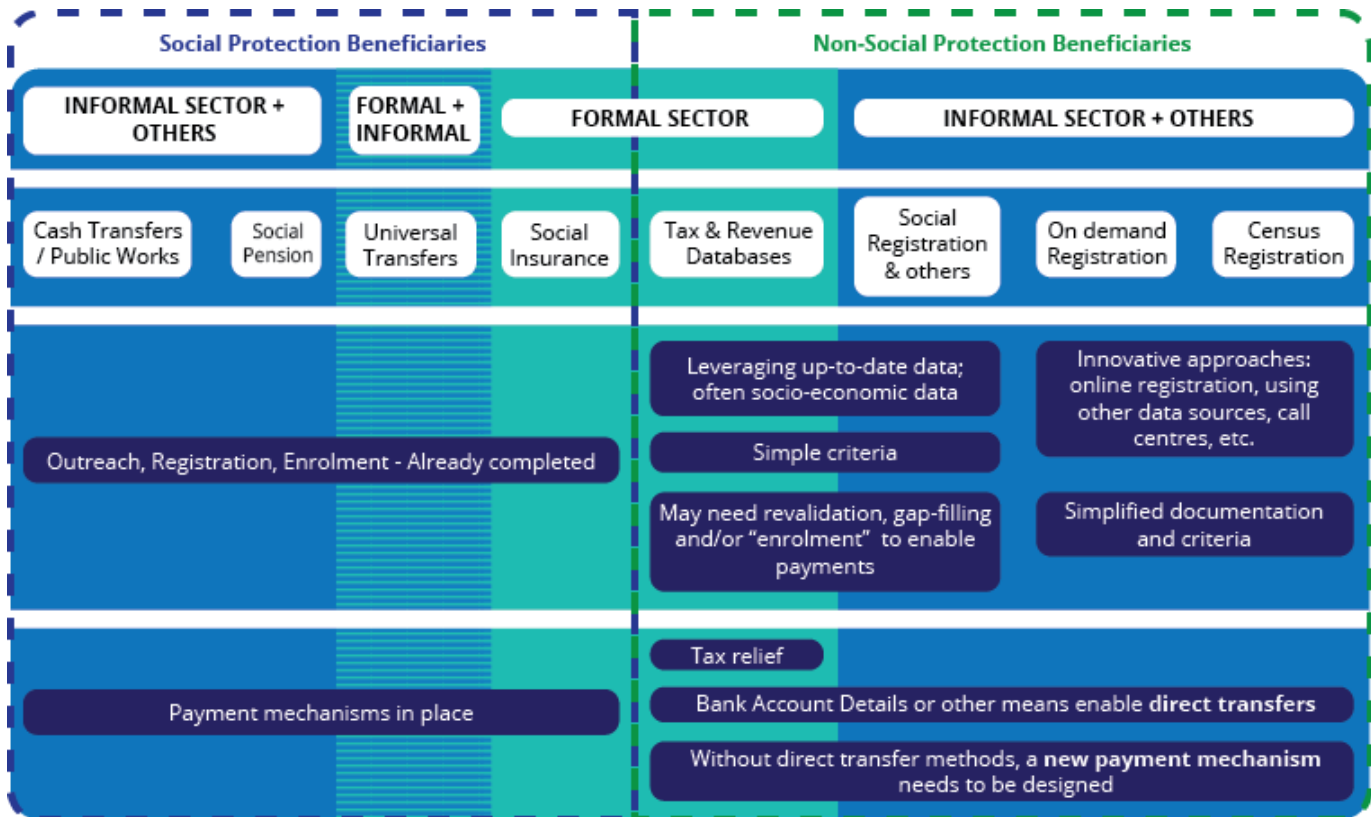 Social Protection Beneficiaries
Non-Social Protection Beneficiaries
INFORMAL SECTOR +
OTHERS
FORMAL +
INFORMAL
FORMAL SECTOR
INFORMAL SECTOR + OTHERS
Cash Transfers
/ Public Works
Social
Pension
Universal
Transfers
Social
Insurance
Tax & Revenue
Databases
Social
Registration
& others
On demand
Registration
Census
Registration
Outreach, Registration, Enrolment - Already completed
Leveraging up-to-date data;
often socio-economic data
Simple criteria
May need revalidation, gap-filling
and/or “enrolment” to enable
payments
Innovative approaches:
online registration, using
other data sources, call
centres, etc.
Simplified documentation
and criteria
Payment mechanisms in place
Tax relief
Bank Account Details or other means enable direct transfers
Without direct transfer methods, a new payment mechanism
needs to be designed